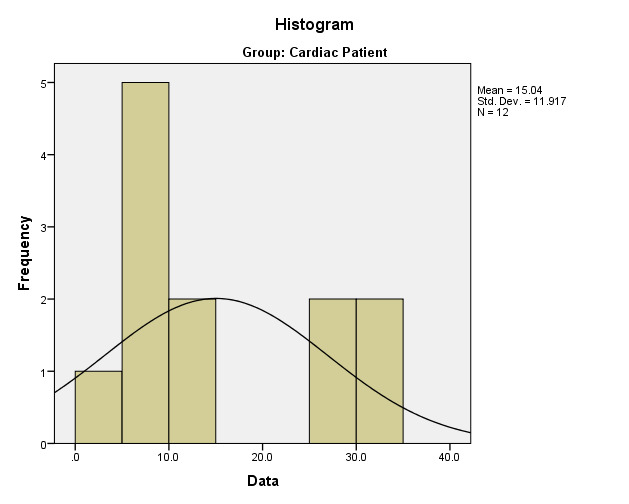 Histogram
Group: Cardiac Patient
Mean = 15.04
Std. Dev. = 11.917
N = 12
5
4
3
2
1
0
Frequency
.0
10.0
20.0
30.0
40.0
Data